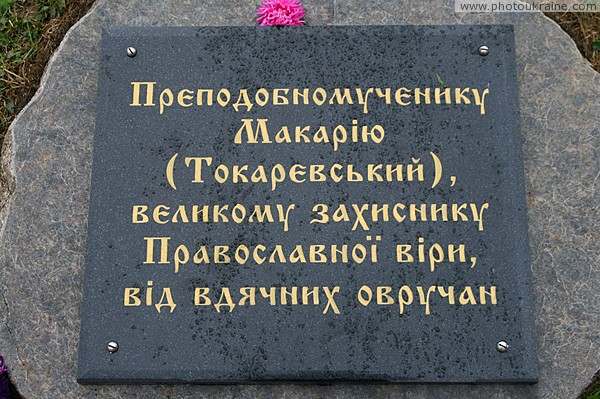 www.photoukraine.com
Преподобномученику
Макарію
(Токаревський),
великому захиснику
Православної віри,
від вдячних овручан